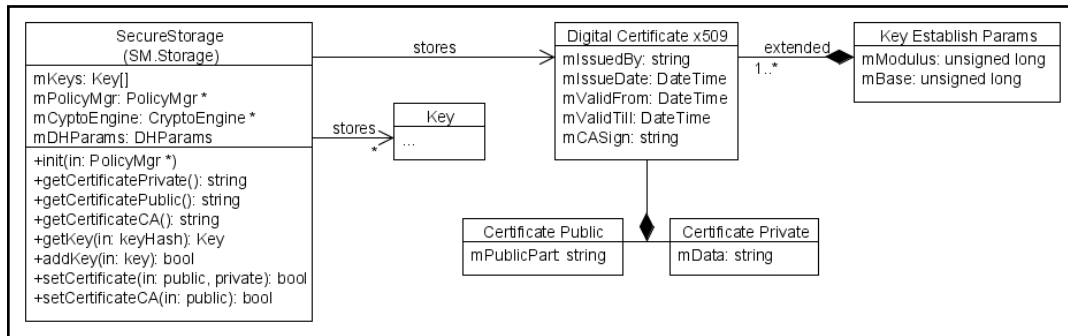 SecureStorage
(SM.Storage)
mKeys: Key[]
mPolicyMgr: PolicyMgr *
mCyptoEngine: CryptoEngine *
mDHParams: DHParams
+init(in: PolicyMgr *)
+getCertificatePrivate(): string
+getCertificatePublic(): string
+getCertificateCA(): string
+getKey(in: keyHash): Key
+addKey(in: key): bool
+setCertificate(in: public, private): bool
+setCertificateCA(in: public): bool
stores
stores
*
Key
...
Digital Certificate x509
mIssuedBy: string
mIssueDate: DateTime
mValidFrom: DateTime
mValidTill: DateTime
mCASign: string
extended
1..*
Key Establish Params
mModulus: unsigned long
mBase: unsigned long
Certificate Public
mPublicPart: string
Certificate Private
mData: string